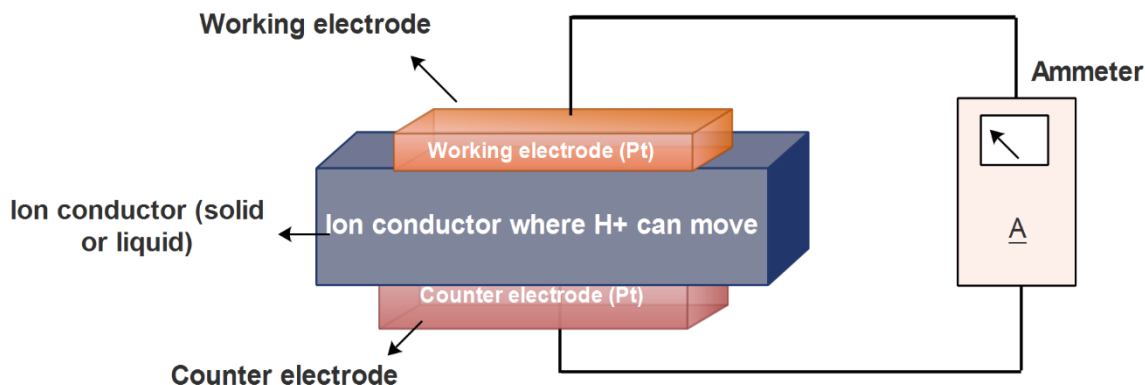 Working electrode
Ammeter
Working electrode (Pt)
Ion conductor (solid
or liquid)
Ion conductor where H+ can move
A
Counter electrode (Pt)
Counter electrode